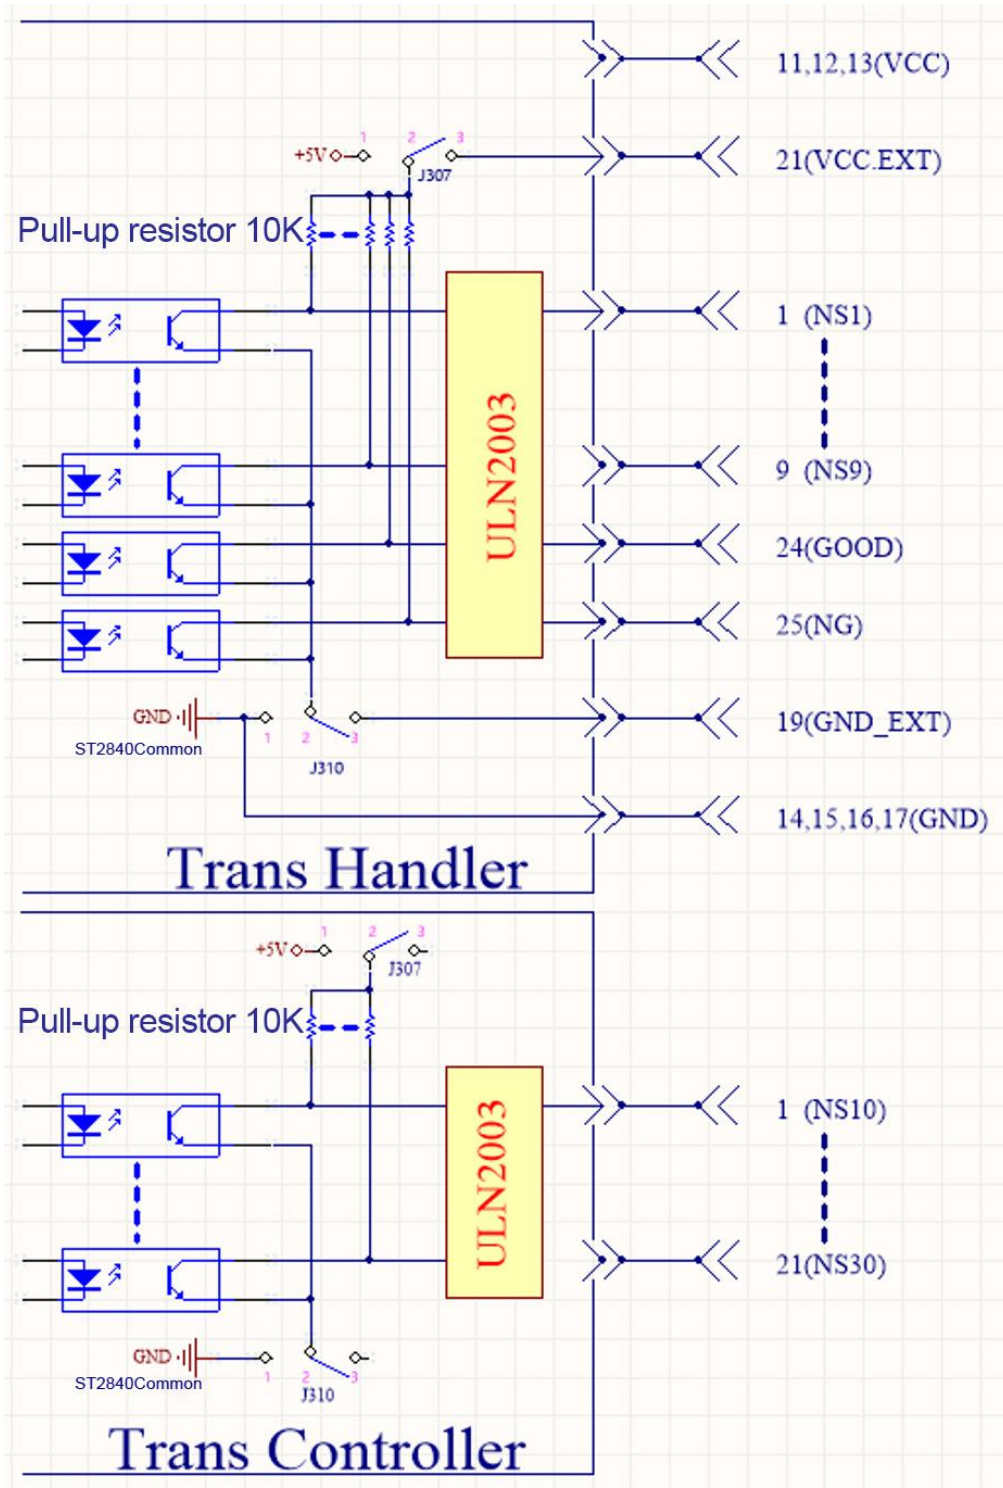 11,12,13(VCC)
1 2 3
+5V
J307
21(VCC.EXT)
Pull-up resistor 10K
ULN2003
1 (NS1)
9 (NS9)
24(GOOD)
25(NG)
GND
1 2 3
19(GND_EXT)
ST2840Common
J310
14,15,16,17(GND)
Trans Handler
1 2 3
+5V
J307
Pull-up resistor 10K
ULN2003
1 (NS10)
21(NS30)
GND
1 2 3
ST2840Common
J310
Trans Controller